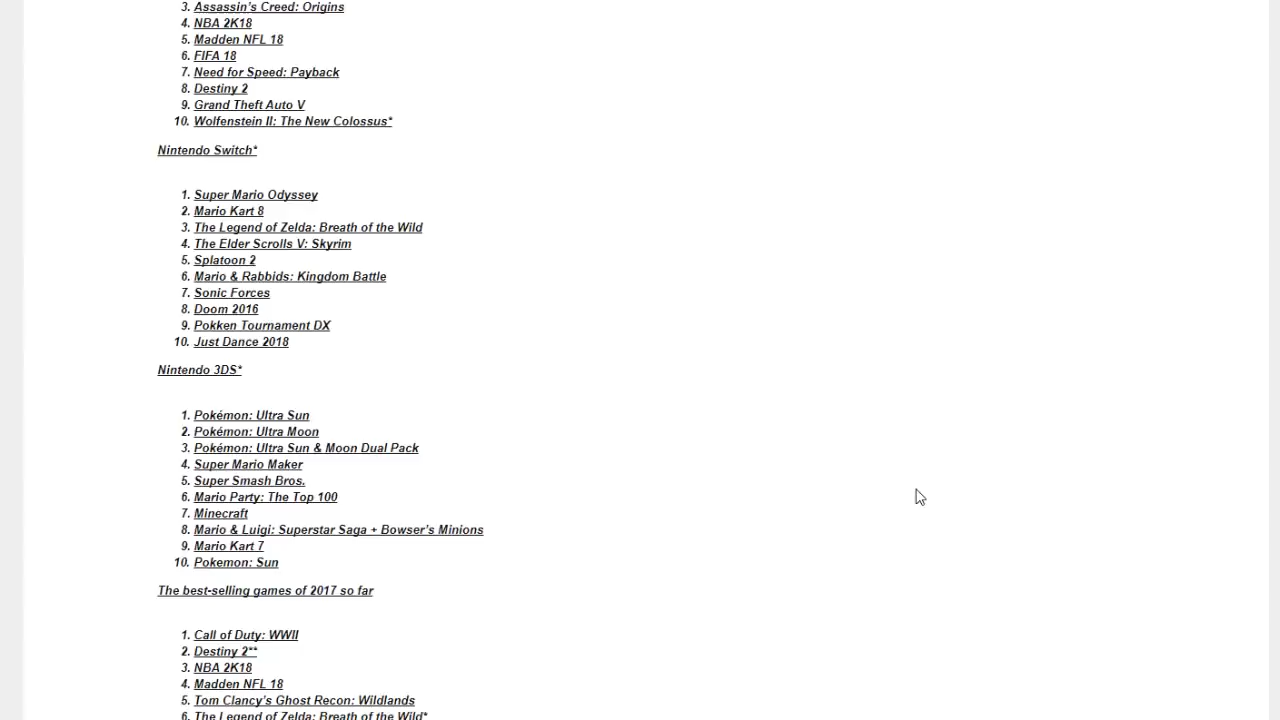 3. Assassin's Creed: Origins
4. NBA 2K18
5. Madden NFL 18
6. FIFA 18
7. Need for Speed: Payback
8. Destiny 2
9. Grand Theft Auto V
10. Wolfenstein II: The New Colossus*
Nintendo Switch*
1. Super Mario Odyssey
2. Mario Kart 8
3. The Legend of Zelda: Breath of the Wild
4. The Elder Scrolls V: Skyrim
5. Splatoon 2
6. Mario & Rabbids: Kingdom Battle
7. Sonic Forces
8. Doom 2016
9. Pokken Tournament DX
10. Just Dance 2018
Nintendo 3DS*
1. Pokémon: Ultra Sun
2. Pokémon: Ultra Moon
3. Pokémon: Ultra Sun & Moon Dual Pack
4. Super Mario Maker
5. Super Smash Bros.
6. Mario Party: The Top 100
7. Minecraft
8. Mario & Luigi: Superstar Saga + Bowser's Minions
9. Mario Kart 7
10. Pokemon: Sun
The best-selling games of 2017 so far
1. Call of Duty: WWII
2. Destiny 2**
3. NBA 2K18
4. Madden NFL 18
5. Tom Clancy's Ghost Recon: Wildlands
6. The Legend of Zelda: Breath of the Wild*